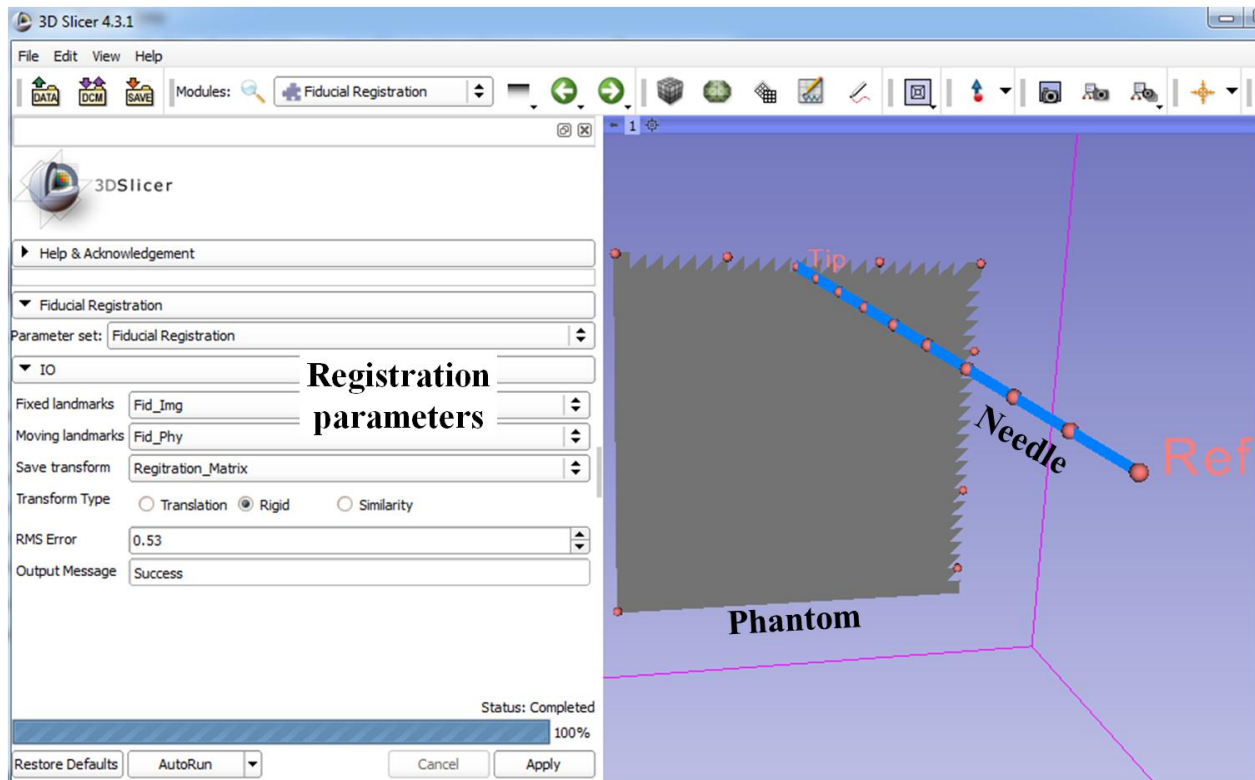 3D Slicer 4.3.1
File Edit View Help
DATA DCM SAVE Modules: Fiducial Registration
1
3DSlicer
Help & Acknowledgement
Fiducial Registration
Parameter set: Fiducial Registration
IO
Registration
parameters
Fixed landmarks Fid_Img
Moving landmarks Fid_Phy
Save transform Regitration_Matrix
Transform Type Translation Rigid Similarity
RMS Error 0.53
Output Message Success
Status: Completed
100%
Restore Defaults AutoRun Cancel Apply
Tip
Needle
Ref
Phantom